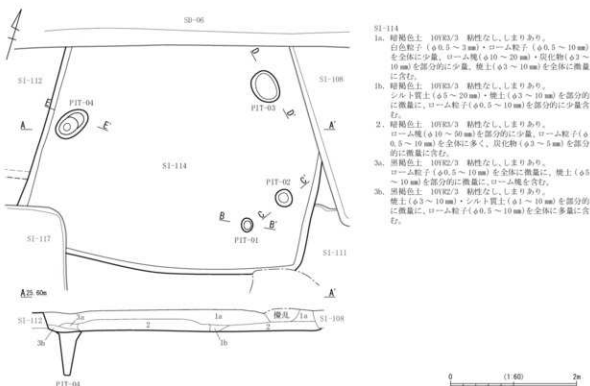 SD-06
SI-112
SI-108
PIT-04
PIT-03
D
D'
E
E'
A
A'
SI-114
PIT-02
C
C'
B
B'
PIT-01
SI-117
SI-111
A25.60m
A'
SI-112
3a
1a
撹乱
1a
SI-108
2
2
3b
1b
PIT-04
SI-114
1a. 暗褐色土 10YR3/3 粘性なし、しまりあり。
白色粒子（φ0.5～3㎜）・ローム粒子（φ0.5～10㎜）
を全体に少量、ローム塊(φ10～20㎜)・炭化物(φ3～
10㎜)を部分的に少量、焼土(φ3～10㎜)を全体に微量
に含む。
1b. 暗褐色土 10YR3/3 粘性なし、しまりあり。
シルト質土(φ5～20㎜)・焼土(φ3～10㎜)を部分的
に微量に、ローム粒子(φ0.5～10㎜)を部分的に少量含
む。
2. 暗褐色土 10YR3/3 粘性なし、しまりあり。
ローム塊(φ10～50㎜)を部分的に少量、ローム粒子(φ
0.5～10㎜)を全体に多く、炭化物(φ3～5㎜)を部分
的に微量に含む。
3a. 黒褐色土 10YR2/3 粘性なし、しまりあり。
ローム粒子(φ0.5～10㎜)を全体に微量に、焼土(φ5
～10㎜)を部分的に微量に、ローム塊を含む。
3b. 黒褐色土 10YR2/3 粘性なし、しまりあり。
焼土(φ3～10㎜)・シルト質土(φ1～10㎜)を部分的
に微量に、ローム粒子(φ0.5～10㎜)を全体に多量に含
む。
0 (1:60) 2m